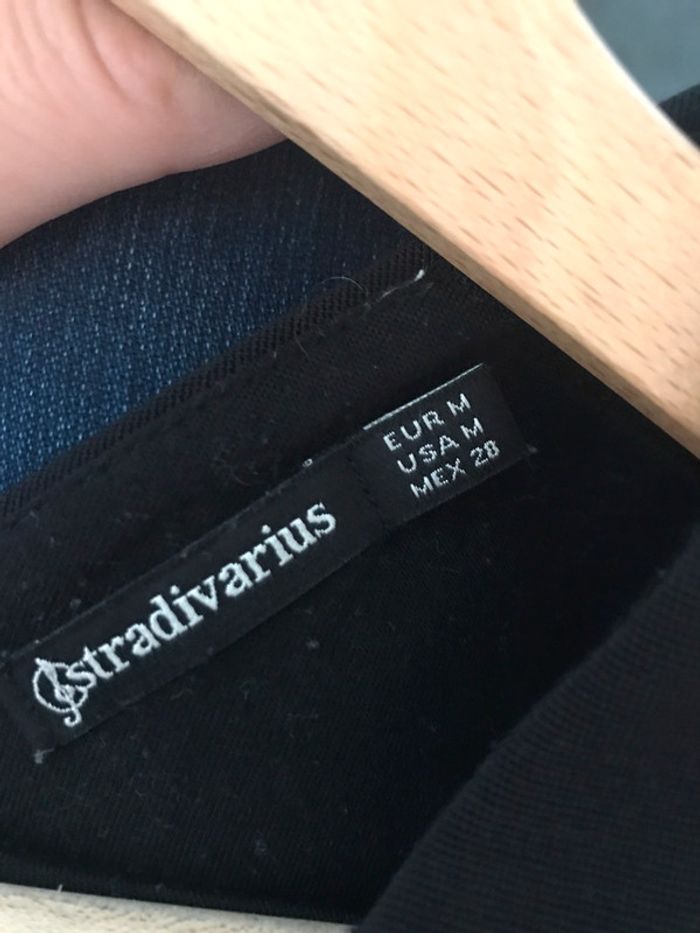 stradivarius
EUR M
USA M
MEX 28